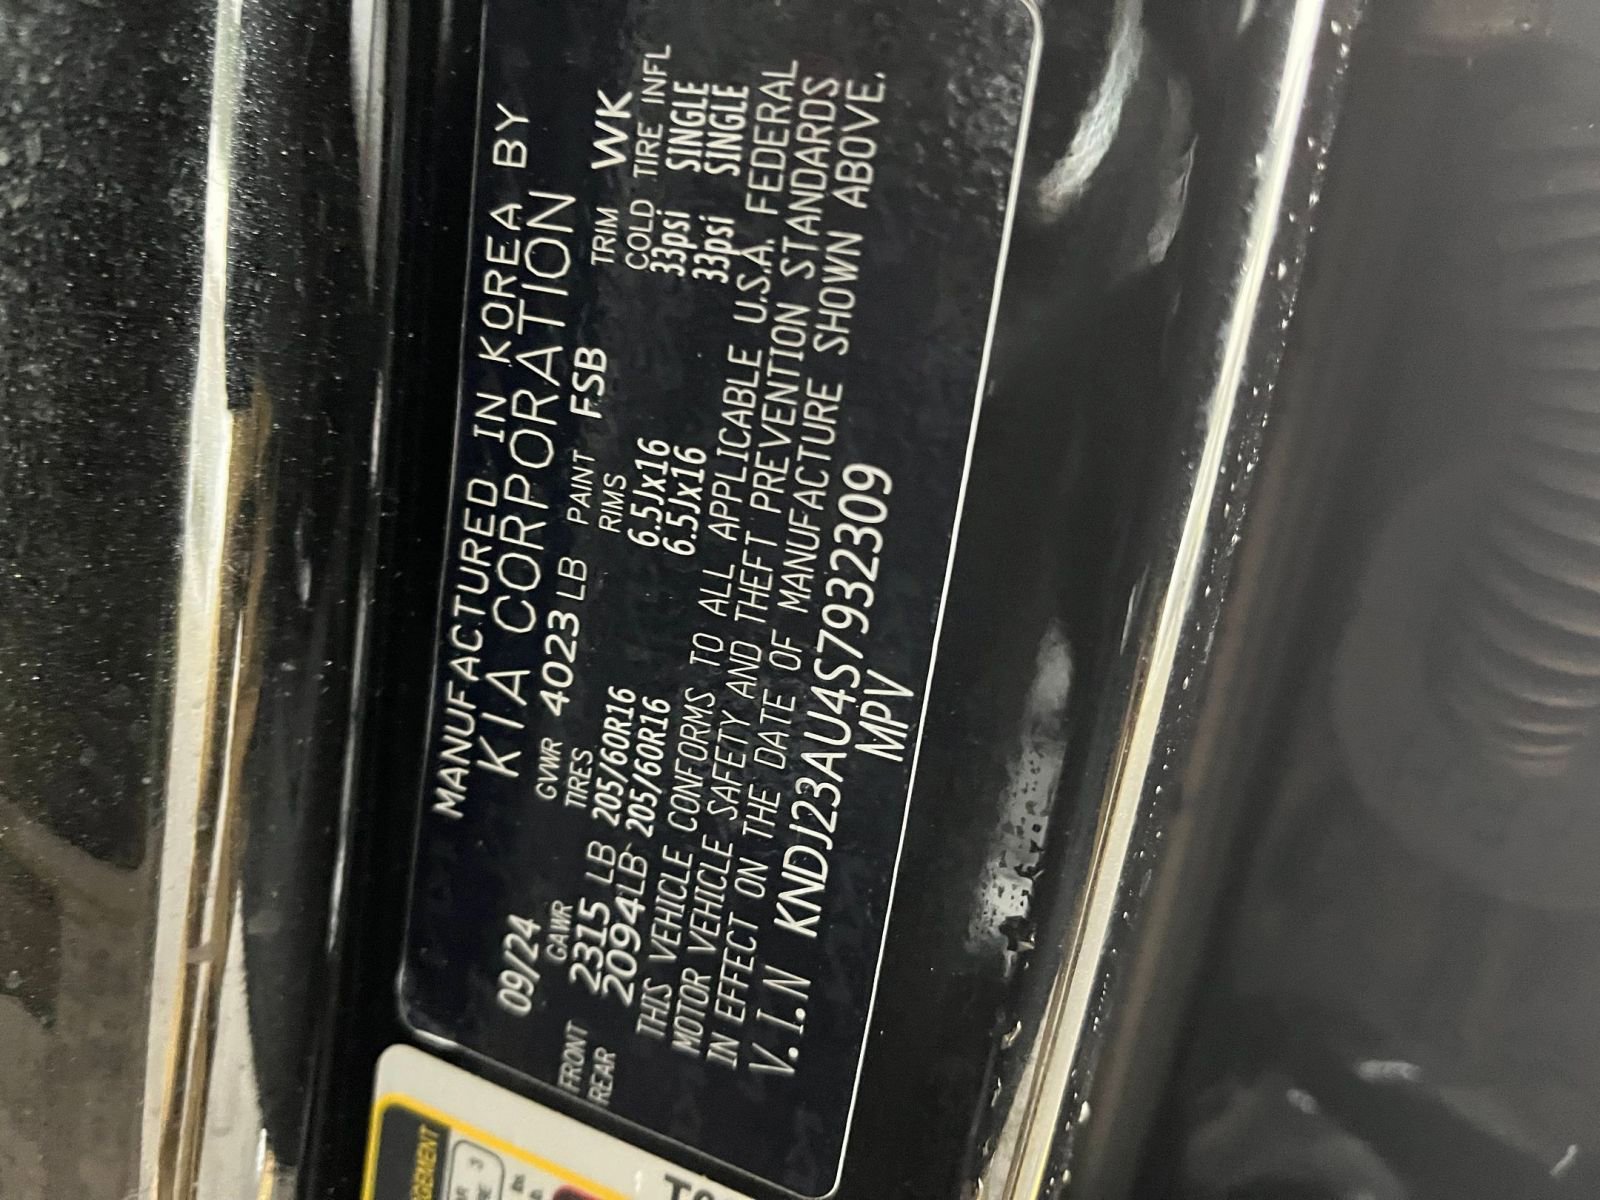 MANUFACTURED IN KOREA BY
KIA CORPORATION
09/24 GVWR 4023 LB PAINT FSB TRIM WK
GAWR TIRES RIMS COLD TIRE INFL
FRONT 2315 LB 205/60R16 6.5Jx16 33psi SINGLE
REAR 2094LB 205/60R16 6.5Jx16 33psi SINGLE
THIS VEHICLE CONFORMS TO ALL APPLICABLE U.S.A. FEDERAL
MOTOR VEHICLE SAFETY AND THEFT PREVENTION STANDARDS
IN EFFECT ON THE DATE OF MANUFACTURE SHOWN ABOVE.
V.I.N KNDJ23AU4S7932309
MPV